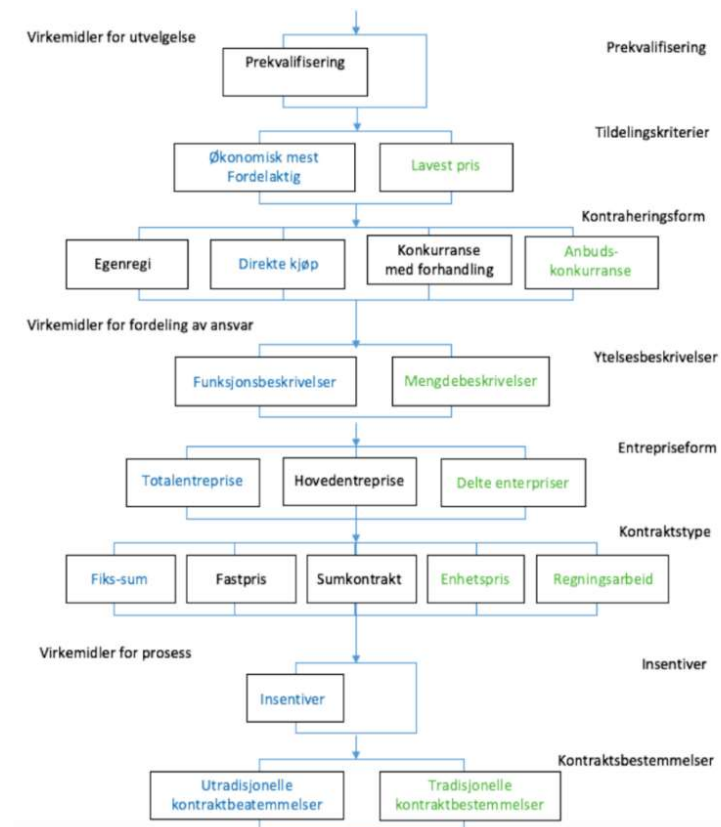 Virkemidler for utvelgelse
Prekvalifisering
Prekvalifisering
Tildelingskriterier
Økonomisk mest
Fordelaktig
Lavest pris
Kontraheringsform
Egenregi
Direkte kjøp
Konkurranse
med forhandling
Anbuds-
konkurranse
Virkemidler for fordeling av ansvar
Ytelsesbeskrivelser
Funksjonsbeskrivelser
Mengdebeskrivelser
Entrepriseform
Totalentreprise
Hovedentreprise
Delte enterpriser
Kontraktstype
Fiks-sum
Fastpris
Sumkontrakt
Enhetspris
Regningsarbeid
Virkemidler for prosess
Insentiver
Insentiver
Kontraktsbestemmelser
Utradisjonelle
kontraktbeatemmelser
Tradisjonelle
kontraktbestemmelser